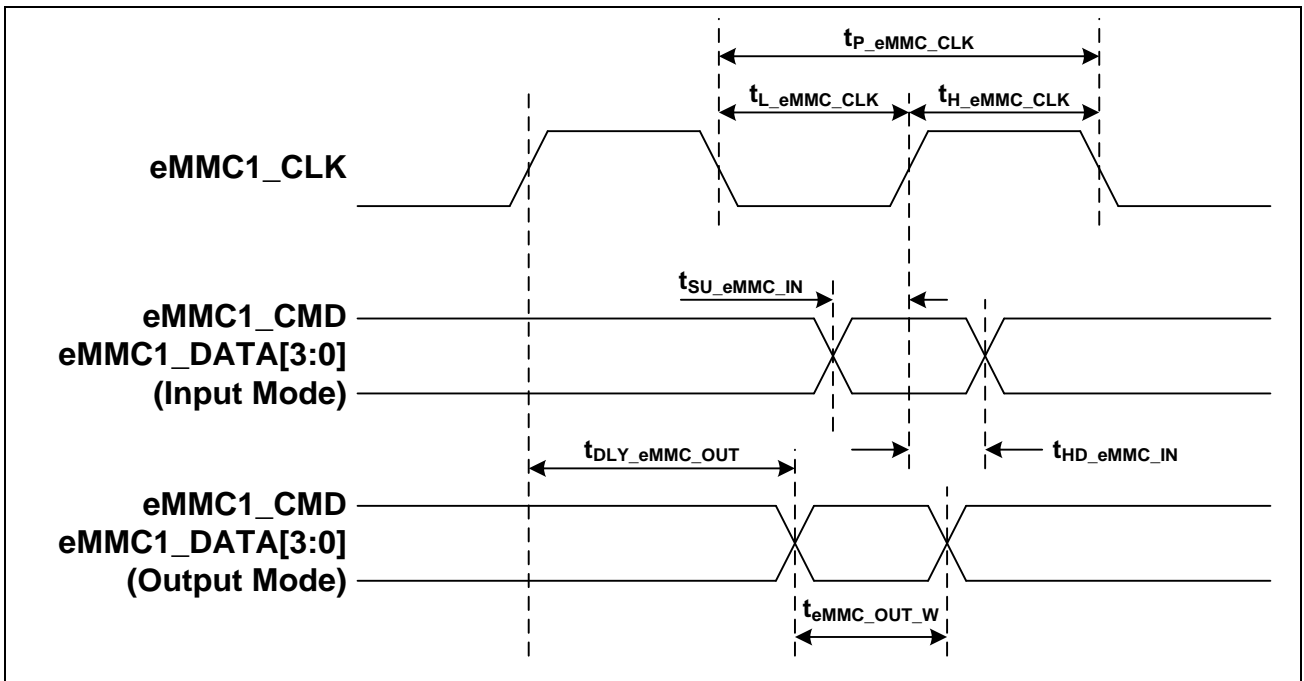 tP_eMMC_CLK
tL_eMMC_CLK
tH_eMMC_CLK
eMMC1_CLK
tSU_eMMC_IN
eMMC1_CMD
eMMC1_DATA[3:0]
(Input Mode)
tDLY_eMMC_OUT
tHD_eMMC_IN
eMMC1_CMD
eMMC1_DATA[3:0]
(Output Mode)
teMMC_OUT_W